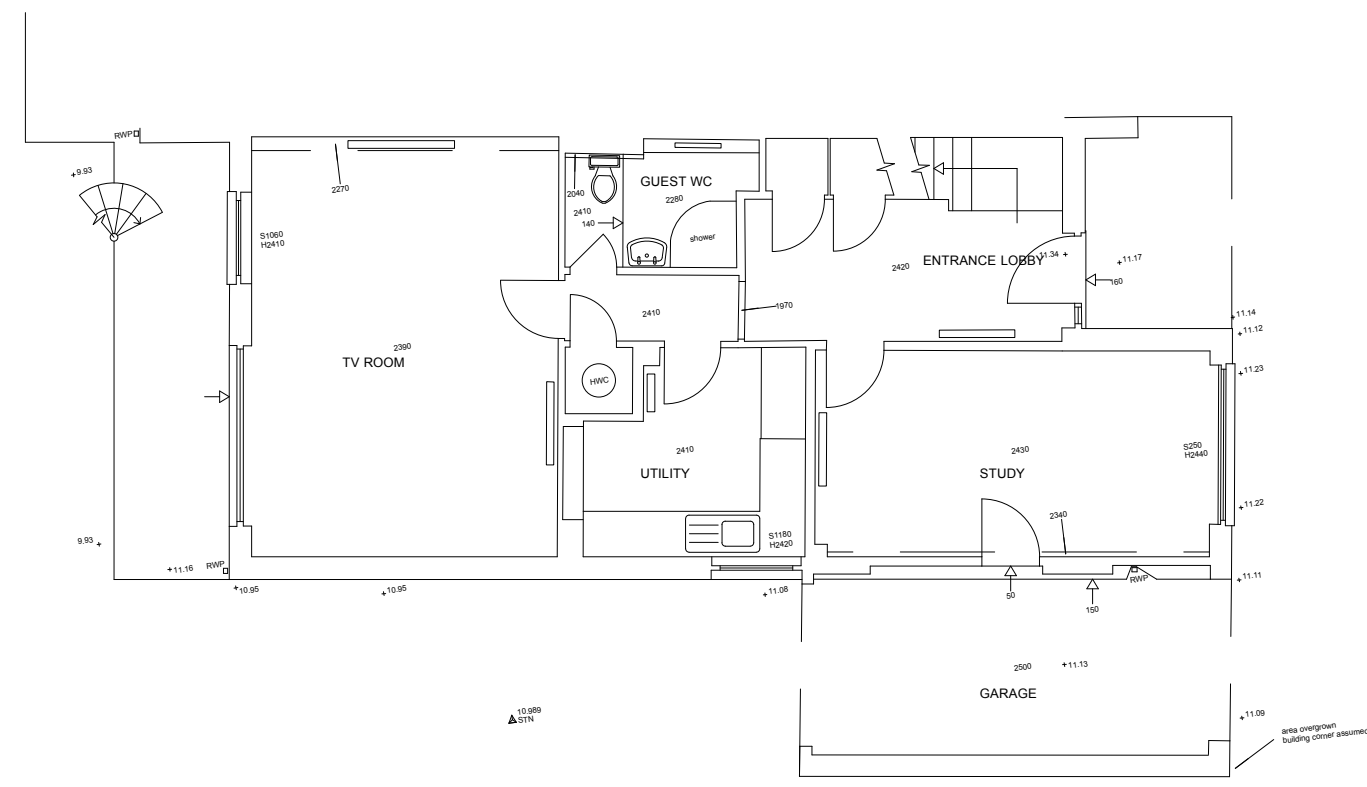 RWP
9.93
2270
S1060
H2410
2040
2410
140
GUEST WC
2280
shower
2420
ENTRANCE LOBBY
11.34
11.17
160
11.14
11.12
2410
1970
2390
TV ROOM
HWC
11.23
2410
UTILITY
2430
STUDY
S250
H2440
2340
11.22
S1180
H2420
9.93
11.16
RWP
10.95
10.95
11.08
50
150
RWP
11.11
2500
11.13
GARAGE
10.989
STN
11.09
area overgrown
building corner assumed